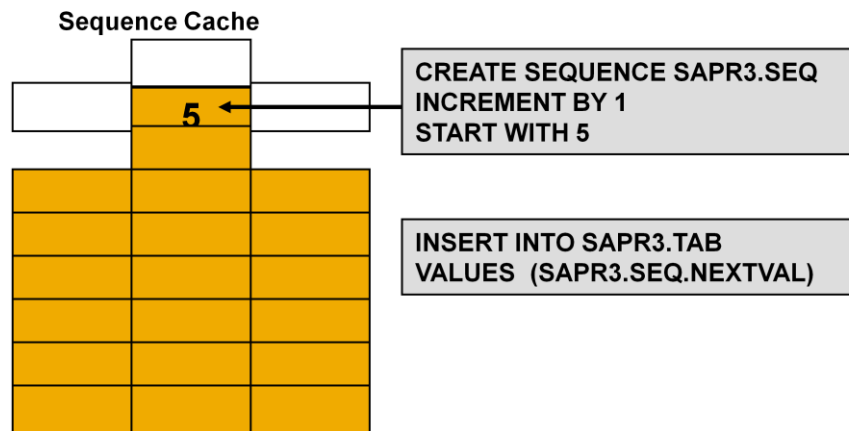 Sequence Cache
5
CREATE SEQUENCE SAPR3.SEQ
INCREMENT BY 1
START WITH 5
INSERT INTO SAPR3.TAB
VALUES (SAPR3.SEQ.NEXTVAL)